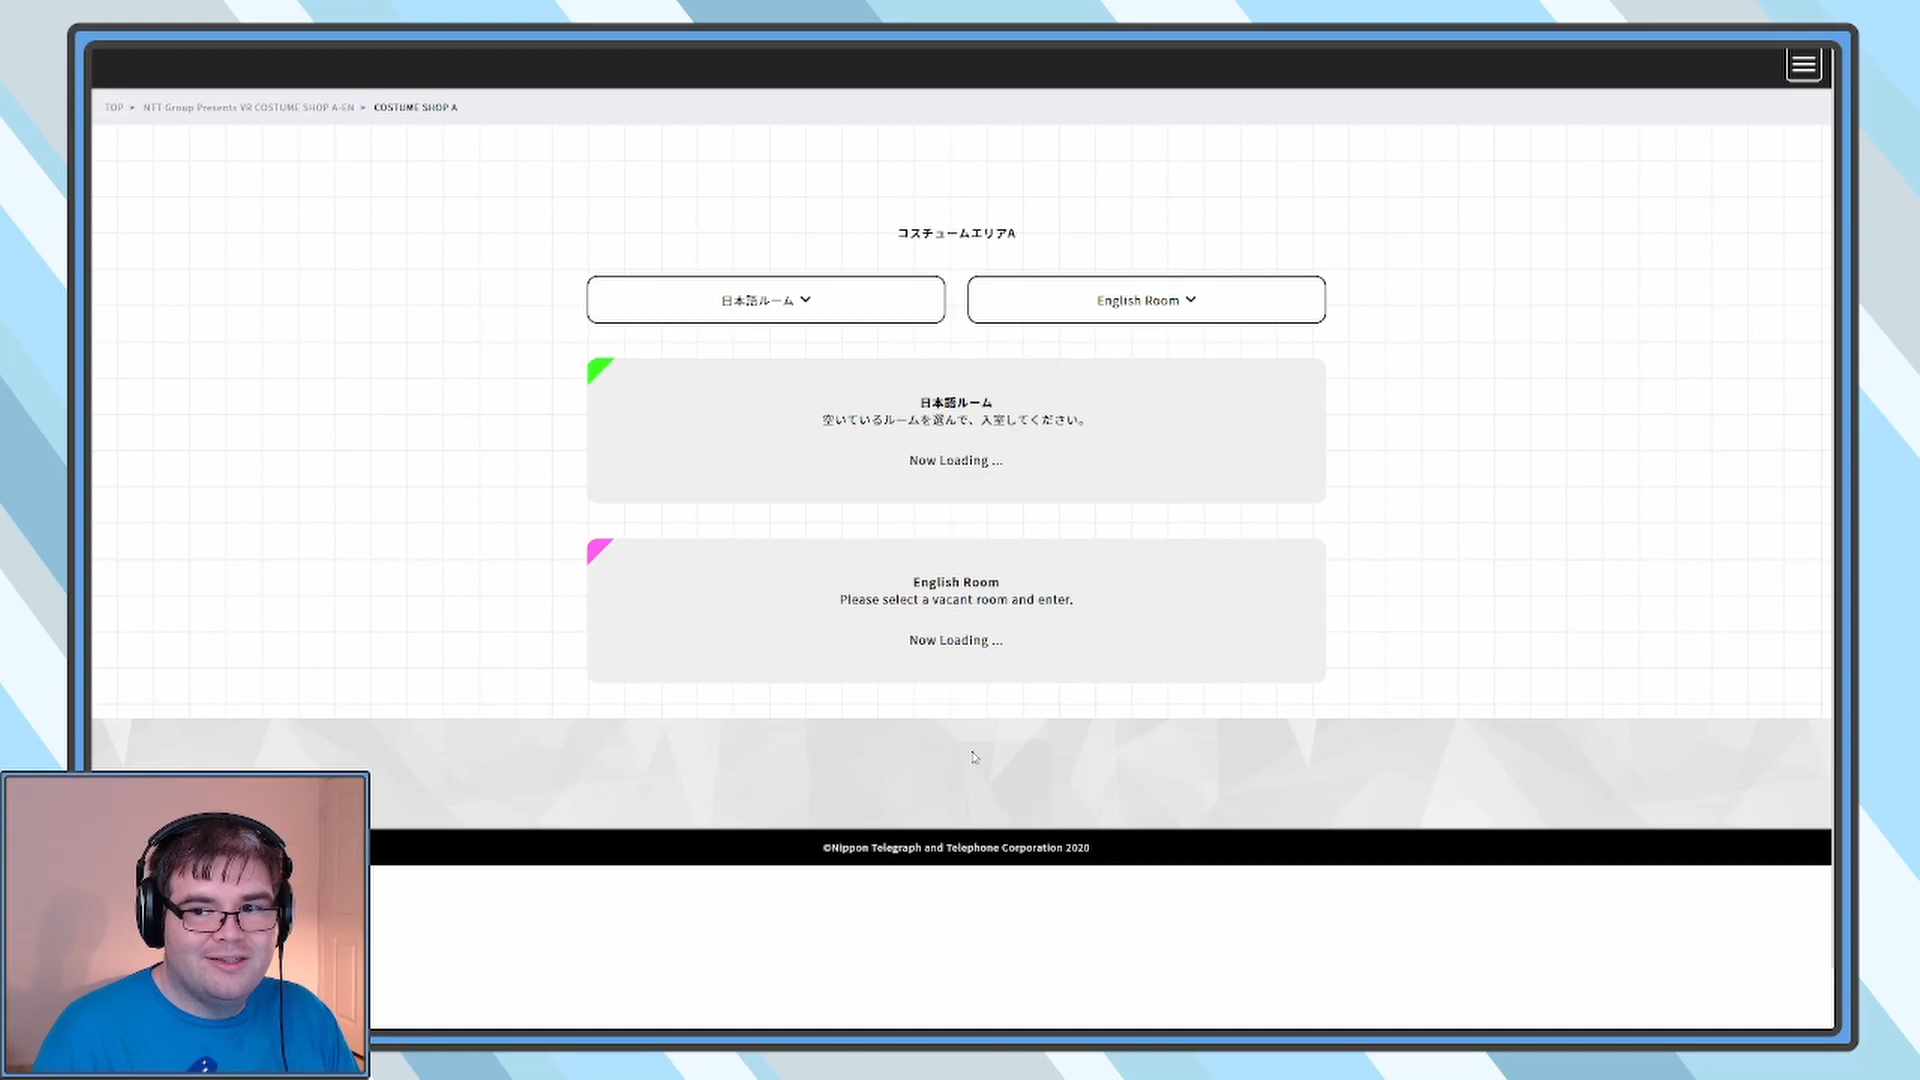 TOP > NTT Group Presents VR COSTUME SHOP A-EN > COSTUME SHOP A
コスチュームエリアA
日本語ルーム
English Room
日本語ルーム
空いているルームを選んで、入室してください。
Now Loading ...
English Room
Please select a vacant room and enter.
Now Loading ...
©Nippon Telegraph and Telephone Corporation 2020